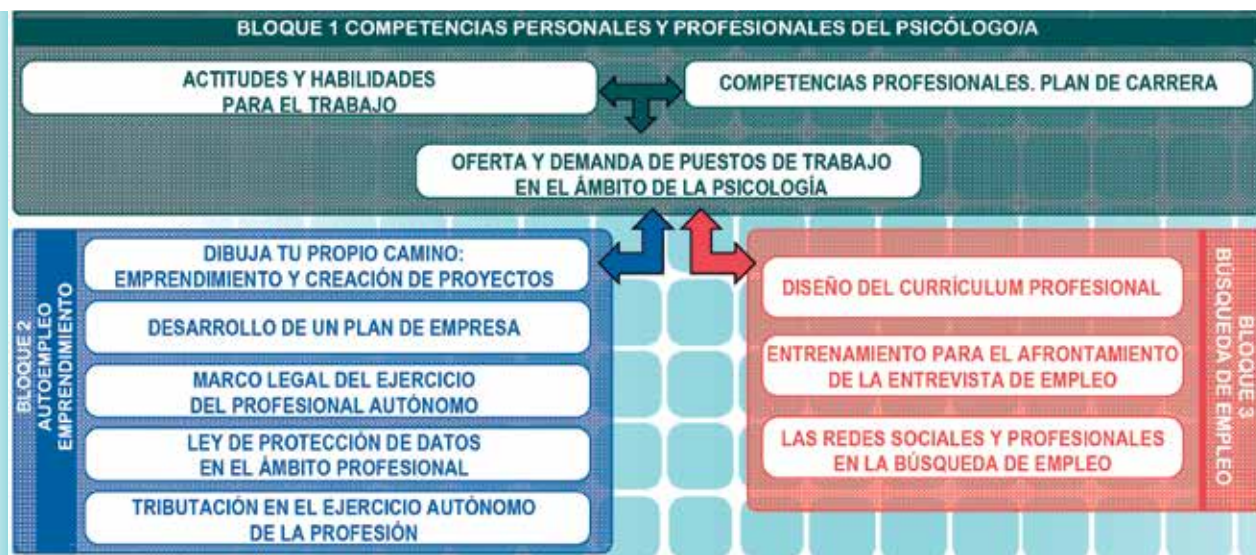 BLOQUE 1 COMPETENCIAS PERSONALES Y PROFESIONALES DEL PSICÓLOGO/A
ACTITUDES Y HABILIDADES
PARA EL TRABAJO
COMPETENCIAS PROFESIONALES. PLAN DE CARRERA
OFERTA Y DEMANDA DE PUESTOS DE TRABAJO
EN EL ÁMBITO DE LA PSICOLOGÍA
BLOQUE 2
AUTOEMPLEO
EMPRENDIMIENTO
DIBUJA TU PROPIO CAMINO:
EMPRENDIMIENTO Y CREACIÓN DE PROYECTOS
DESARROLLO DE UN PLAN DE EMPRESA
MARCO LEGAL DEL EJERCICIO
DEL PROFESIONAL AUTÓNOMO
LEY DE PROTECCIÓN DE DATOS
EN EL ÁMBITO PROFESIONAL
TRIBUTACIÓN EN EL EJERCICIO AUTÓNOMO
DE LA PROFESIÓN
BLOQUE 3
BÚSQUEDA DE EMPLEO
DISEÑO DEL CURRÍCULUM PROFESIONAL
ENTRENAMIENTO PARA EL AFRONTAMIENTO
DE LA ENTREVISTA DE EMPLEO
LAS REDES SOCIALES Y PROFESIONALES
EN LA BÚSQUEDA DE EMPLEO